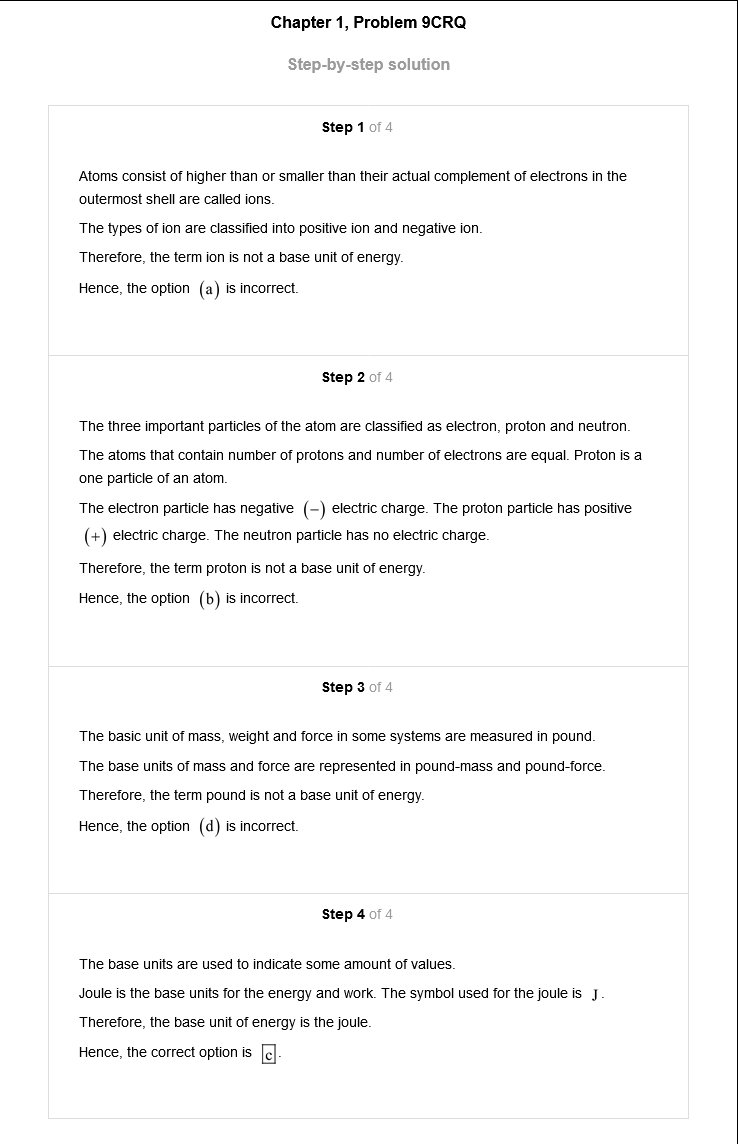 Chapter 1, Problem 9CRQ
Step-by-step solution
Step 1 of 4
Atoms consist of higher than or smaller than their actual complement of electrons in the
outermost shell are called ions.
The types of ion are classified into positive ion and negative ion.
Therefore, the term ion is not a base unit of energy.
Hence, the option (a) is incorrect.
Step 2 of 4
The three important particles of the atom are classified as electron, proton and neutron.
The atoms that contain number of protons and number of electrons are equal. Proton is a
one particle of an atom.
The electron particle has negative (−) electric charge. The proton particle has positive
(+) electric charge. The neutron particle has no electric charge.
Therefore, the term proton is not a base unit of energy.
Hence, the option (b) is incorrect.
Step 3 of 4
The basic unit of mass, weight and force in some systems are measured in pound.
The base units of mass and force are represented in pound-mass and pound-force.
Therefore, the term pound is not a base unit of energy.
Hence, the option (d) is incorrect.
Step 4 of 4
The base units are used to indicate some amount of values.
Joule is the base units for the energy and work. The symbol used for the joule is J.
Therefore, the base unit of energy is the joule.
Hence, the correct option is c.